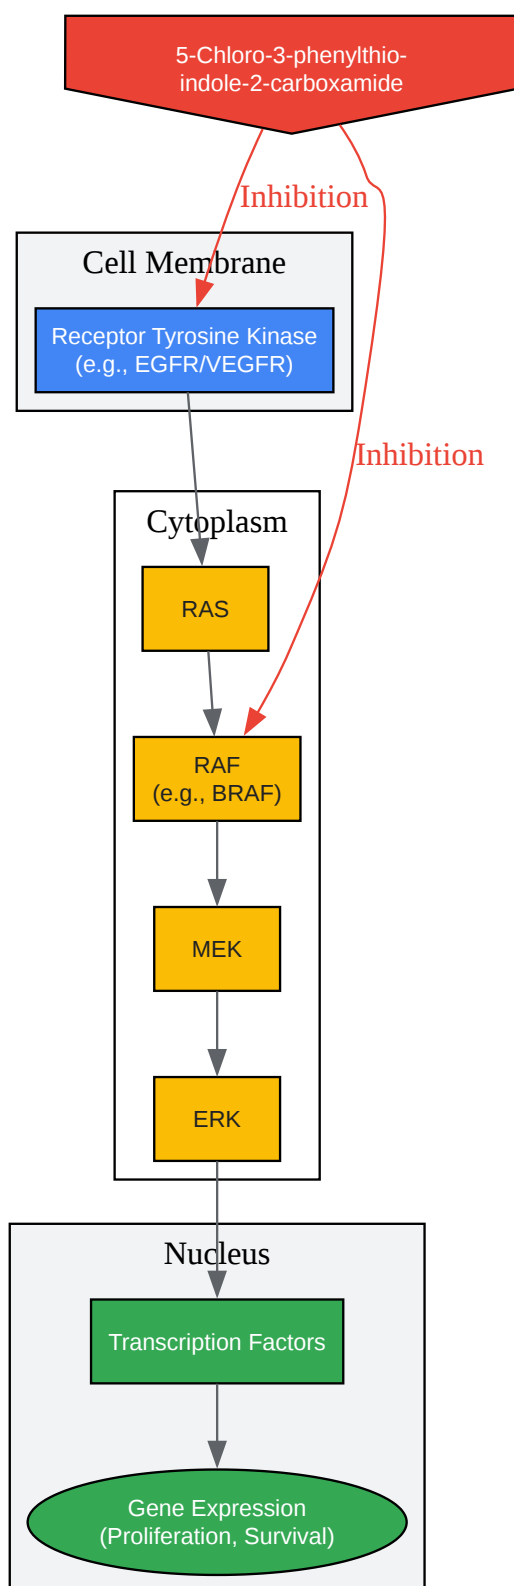 5-Chloro-3-phenylthio-
indole-2-carboxamide
Inhibition
Cell Membrane
Receptor Tyrosine Kinase
(e.g., EGFR/VEGFR)
Inhibition
Cytoplasm
RAS
RAF
(e.g., BRAF)
MEK
ERK
Nucleus
Transcription Factors
Gene Expression
(Proliferation, Survival)